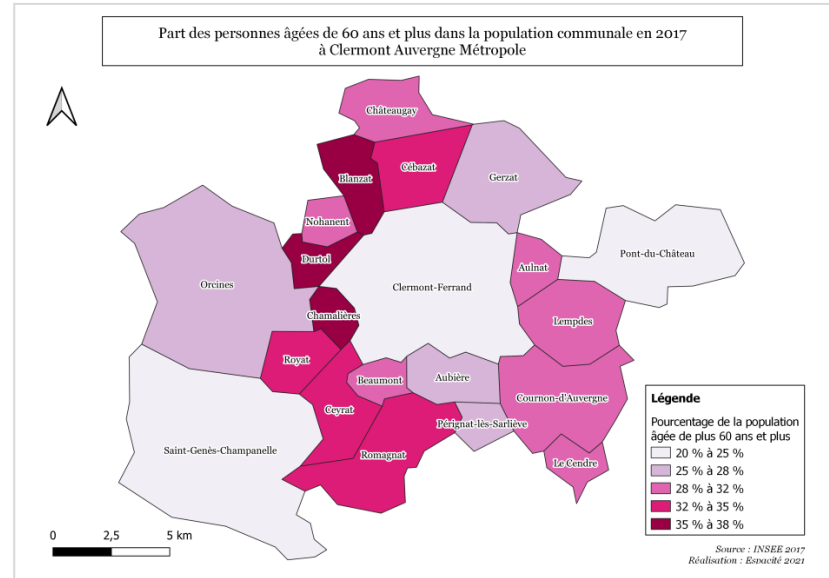 Part des personnes âgées de 60 ans et plus dans la population communale en 2017
à Clermont Auvergne Métropole
Châteaugay
Cébazat
Blanzat
Gerzat
Nohanent
Pont-du-Château
Durtol
Aulnat
Orcines
Clermont-Ferrand
Chamalières
Lempdes
Royat
Beaumont
Aubière
Cournon-d'Auvergne
Ceyrat
Pérignat-lès-Sarliève
Saint-Genès-Champanelle
Romagnat
Le Cendre
Légende
Pourcentage de la population
âgée de plus 60 ans et plus
20 % à 25 %
25 % à 28 %
28 % à 32 %
32 % à 35 %
35 % à 38 %
0 2,5 5 km
Source : INSEE 2017
Réalisation : Espacité 2021